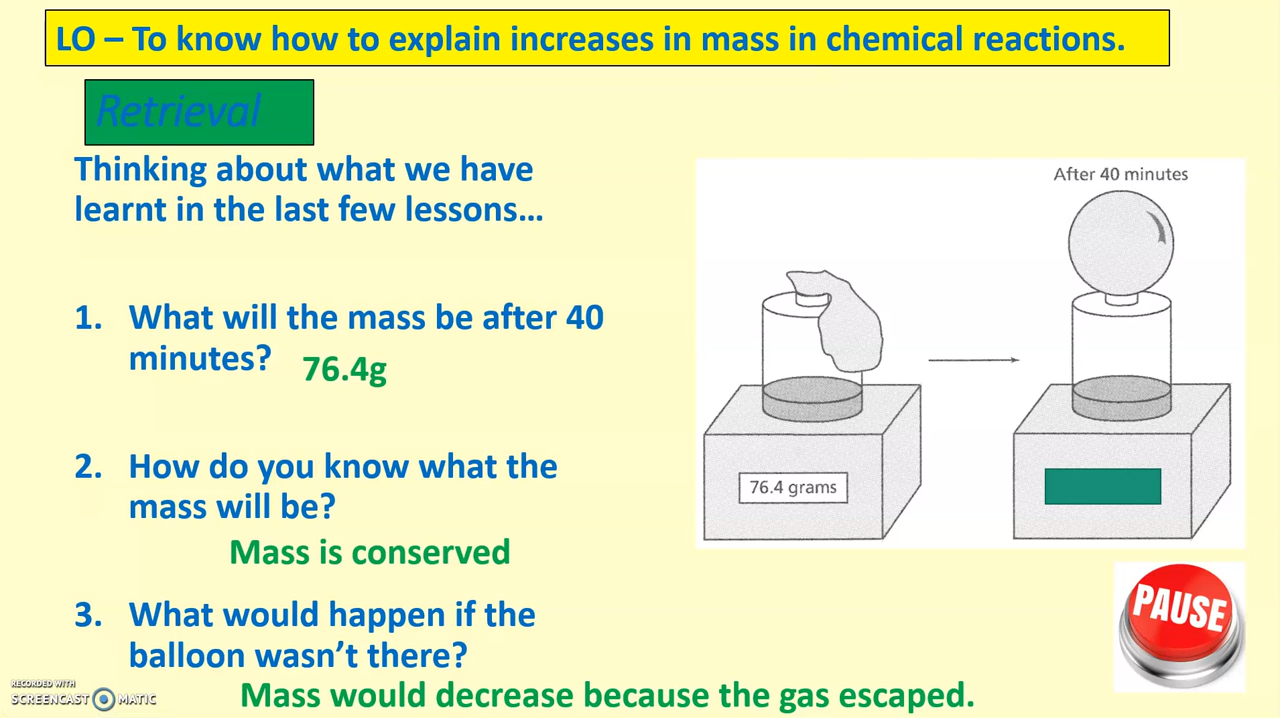 LO – To know how to explain increases in mass in chemical reactions.
Retrieval
Thinking about what we have
learnt in the last few lessons…
1. What will the mass be after 40
minutes? 76.4g
2. How do you know what the
mass will be?
Mass is conserved
3. What would happen if the
balloon wasn’t there?
Mass would decrease because the gas escaped.
After 40 minutes
76.4 grams
PAUSE
RECORDED WITH
SCREENCAST MATIC